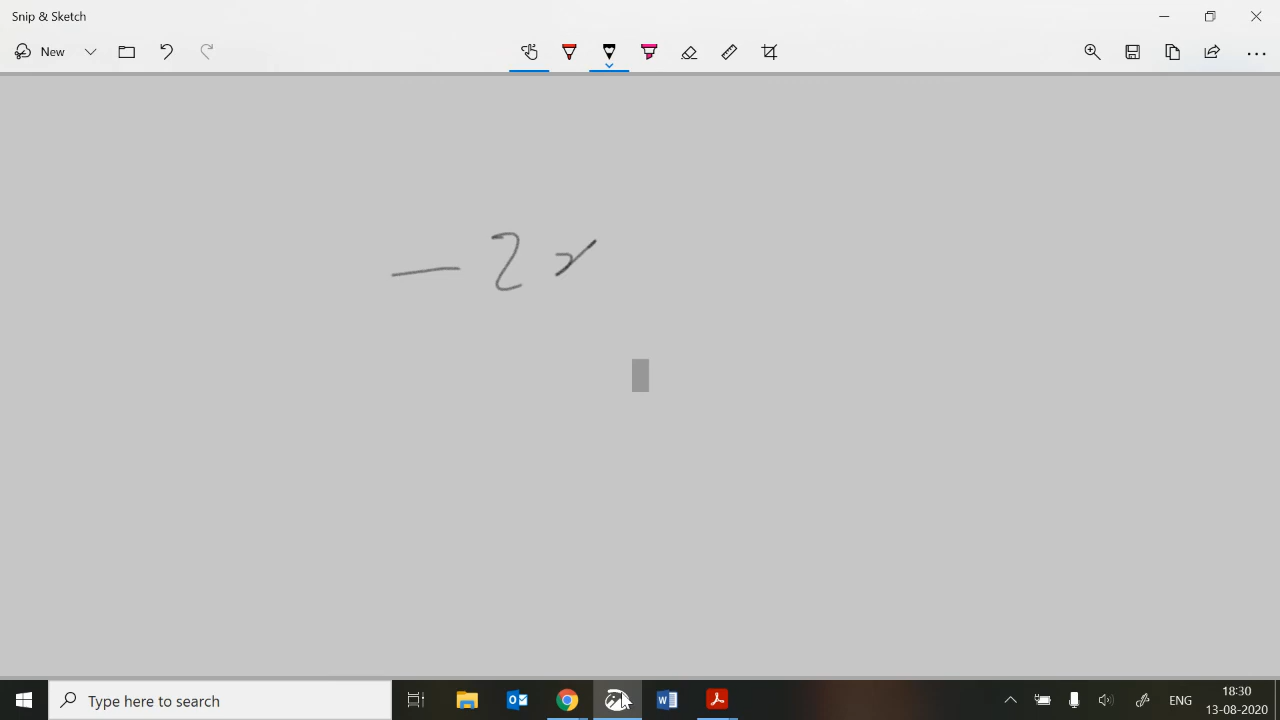 Snip & Sketch
New
- 2x
Type here to search
ENG
18:30
13-08-2020